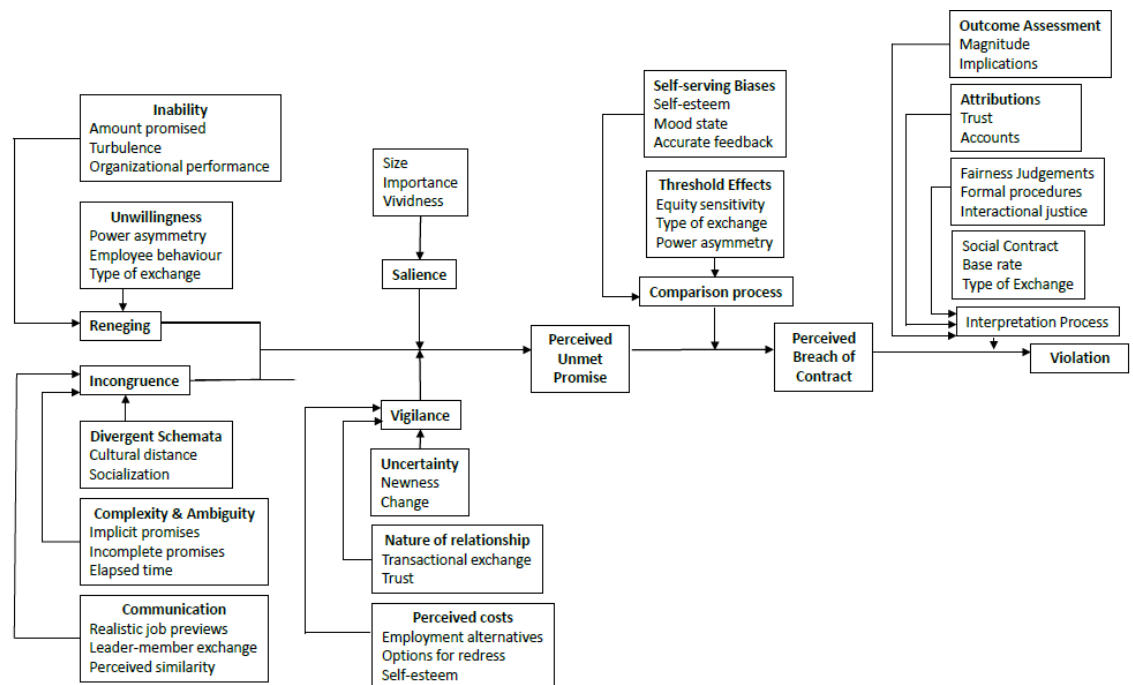 Inability
Amount promised
Turbulence
Organizational performance
Unwillingness
Power asymmetry
Employee behaviour
Type of exchange
Reneging
Incongruence
Divergent Schemata
Cultural distance
Socialization
Complexity & Ambiguity
Implicit promises
Incomplete promises
Elapsed time
Communication
Realistic job previews
Leader-member exchange
Perceived similarity
Size
Importance
Vividness
Salience
Vigilance
Uncertainty
Newness
Change
Nature of relationship
Transactional exchange
Trust
Perceived costs
Employment alternatives
Options for redress
Self-esteem
Perceived
Unmet
Promise
Self-serving Biases
Self-esteem
Mood state
Accurate feedback
Threshold Effects
Equity sensitivity
Type of exchange
Power asymmetry
Comparison process
Perceived
Breach of
Contract
Outcome Assessment
Magnitude
Implications
Attributions
Trust
Accounts
Fairness Judgements
Formal procedures
Interactional justice
Social Contract
Base rate
Type of Exchange
Interpretation Process
Violation